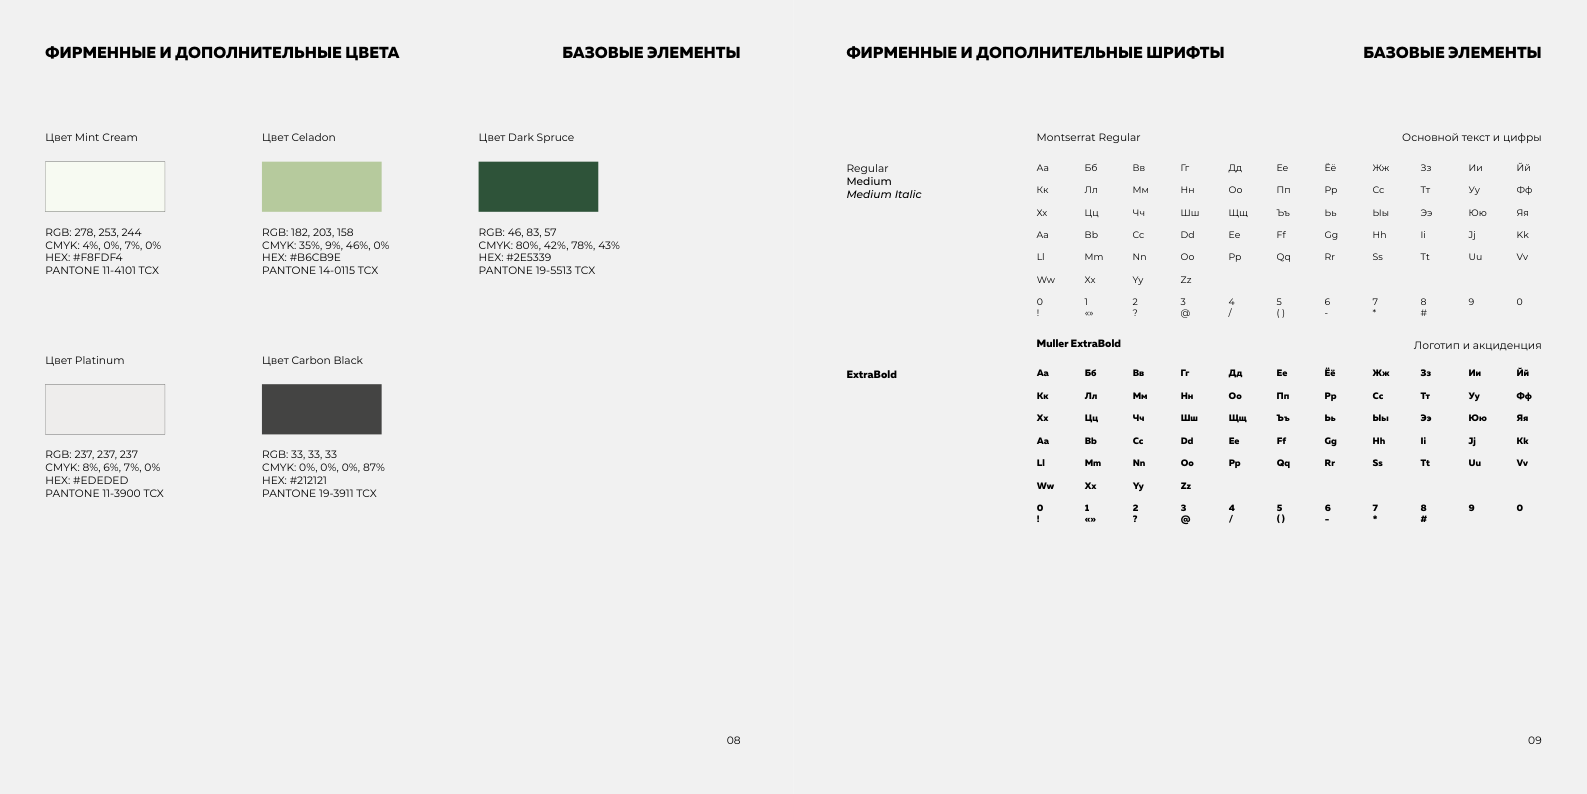 ФИРМЕННЫЕ И ДОПОЛНИТЕЛЬНЫЕ ЦВЕТА
БАЗОВЫЕ ЭЛЕМЕНТЫ
Цвет Mint Cream
RGB: 278, 253, 244
CMYK: 4%, 0%, 7%, 0%
HEX: #F8FDF4
PANTONE 11-4101 TCX
Цвет Celadon
RGB: 182, 203, 158
CMYK: 35%, 9%, 46%, 0%
HEX: #B6CB9E
PANTONE 14-0115 TCX
Цвет Dark Spruce
RGB: 46, 83, 57
CMYK: 80%, 42%, 78%, 43%
HEX: #2E5339
PANTONE 19-5513 TCX
Цвет Platinum
RGB: 237, 237, 237
CMYK: 8%, 6%, 7%, 0%
HEX: #EDEDED
PANTONE 11-3900 TCX
Цвет Carbon Black
RGB: 33, 33, 33
CMYK: 0%, 0%, 0%, 87%
HEX: #212121
PANTONE 19-3911 TCX
08
ФИРМЕННЫЕ И ДОПОЛНИТЕЛЬНЫЕ ШРИФТЫ
БАЗОВЫЕ ЭЛЕМЕНТЫ
Montserrat Regular
Основной текст и цифры
Regular
Medium
Medium Italic
Аа Бб Вв Гг Дд Ее Ёё Жж Зз Ии Йй
Кк Лл Мм Нн Оо Пп Рр Сс Тт Уу Фф
Хх Цц Чч Шш Щщ Ъъ Ьь Ыы Ээ Юю Яя
Aa Bb Cc Dd Ee Ff Gg Hh Ii Jj Kk
Ll Mm Nn Oo Pp Qq Rr Ss Tt Uu Vv
Ww Xx Yy Zz
0 1 2 3 4 5 6 7 8 9 0
! «» ? @ / ( ) - * #
Muller ExtraBold
Логотип и акциденция
ExtraBold
Аа Бб Вв Гг Дд Ее Ёё Жж Зз Ии Йй
Кк Лл Мм Нн Оо Пп Рр Сс Тт Уу Фф
Хх Цц Чч Шш Щщ Ъъ Ьь Ыы Ээ Юю Яя
Aa Bb Cc Dd Ee Ff Gg Hh Ii Jj Kk
Ll Mm Nn Oo Pp Qq Rr Ss Tt Uu Vv
Ww Xx Yy Zz
0 1 2 3 4 5 6 7 8 9 0
! «» ? @ / ( ) - * #
09